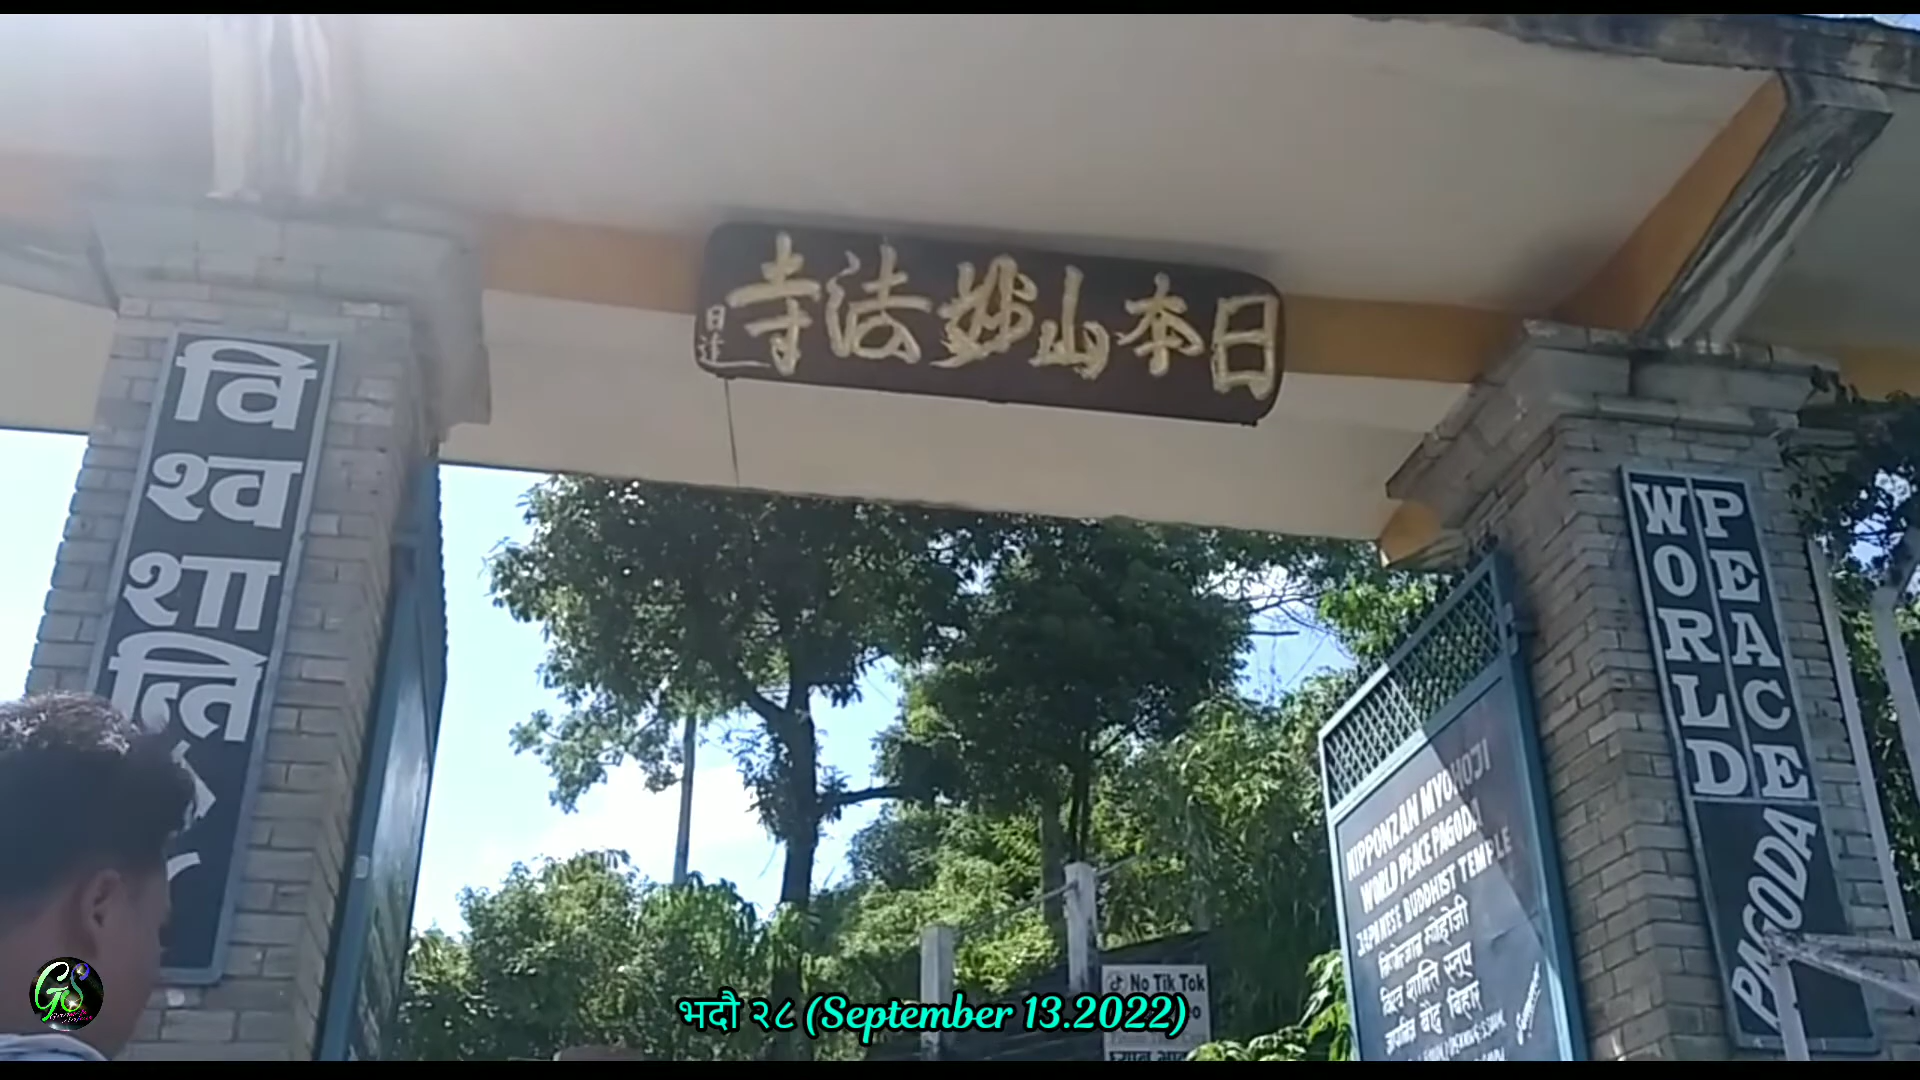 寺法妙山本日
日達
विश्व शान्ति
WORLD PEACE
PAGODA
NIPPONZAN MYOHOJI
WORLD PEACE PAGODA
JAPANESE BUDDHIST TEMPLE
विश्व शान्ति स्तूप
जापानिज बौद्ध बिहार
No Tik Tok
GS
भदौ २८ (September 13.2022)